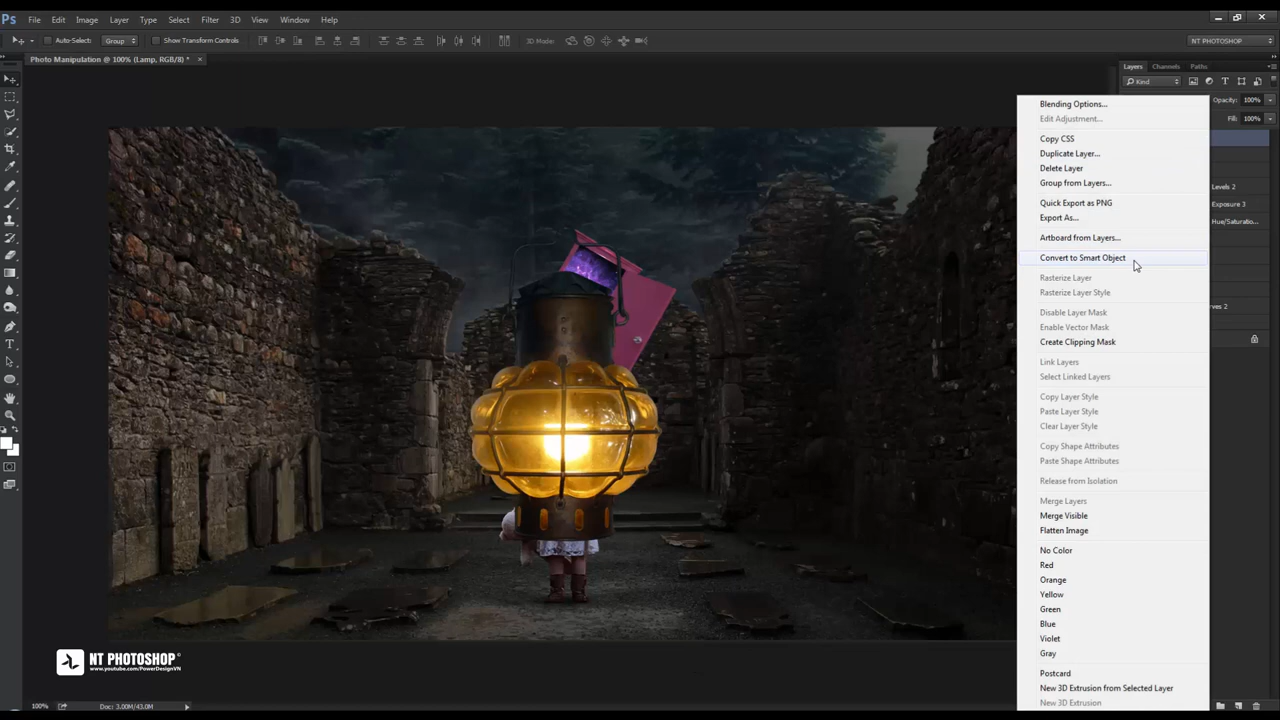 Ps File Edit Image Layer Type Select Filter 3D View Window Help
Auto-Select: Group Show Transform Controls 3D Mode: NT PHOTOSHOP
Photo Manipulation @ 100% (Lamp, RGB/8) * ×
Layers Channels Paths
Kind
Opacity: 100%
Fill: 100%
Blending Options...
Edit Adjustment...
Copy CSS
Duplicate Layer...
Delete Layer
Group from Layers...
Quick Export as PNG
Export As...
Artboard from Layers...
Convert to Smart Object
Rasterize Layer
Rasterize Layer Style
Disable Layer Mask
Enable Vector Mask
Create Clipping Mask
Link Layers
Select Linked Layers
Copy Layer Style
Paste Layer Style
Clear Layer Style
Copy Shape Attributes
Paste Shape Attributes
Release from Isolation
Merge Layers
Merge Visible
Flatten Image
No Color
Red
Orange
Yellow
Green
Blue
Violet
Gray
Postcard
New 3D Extrusion from Selected Layer
New 3D Extrusion
Levels 2
Exposure 3
Hue/Saturatio...
rves 2
NT PHOTOSHOP
www.youtube.com/PowerDesignVN
100% Doc: 3.00M/43.0M